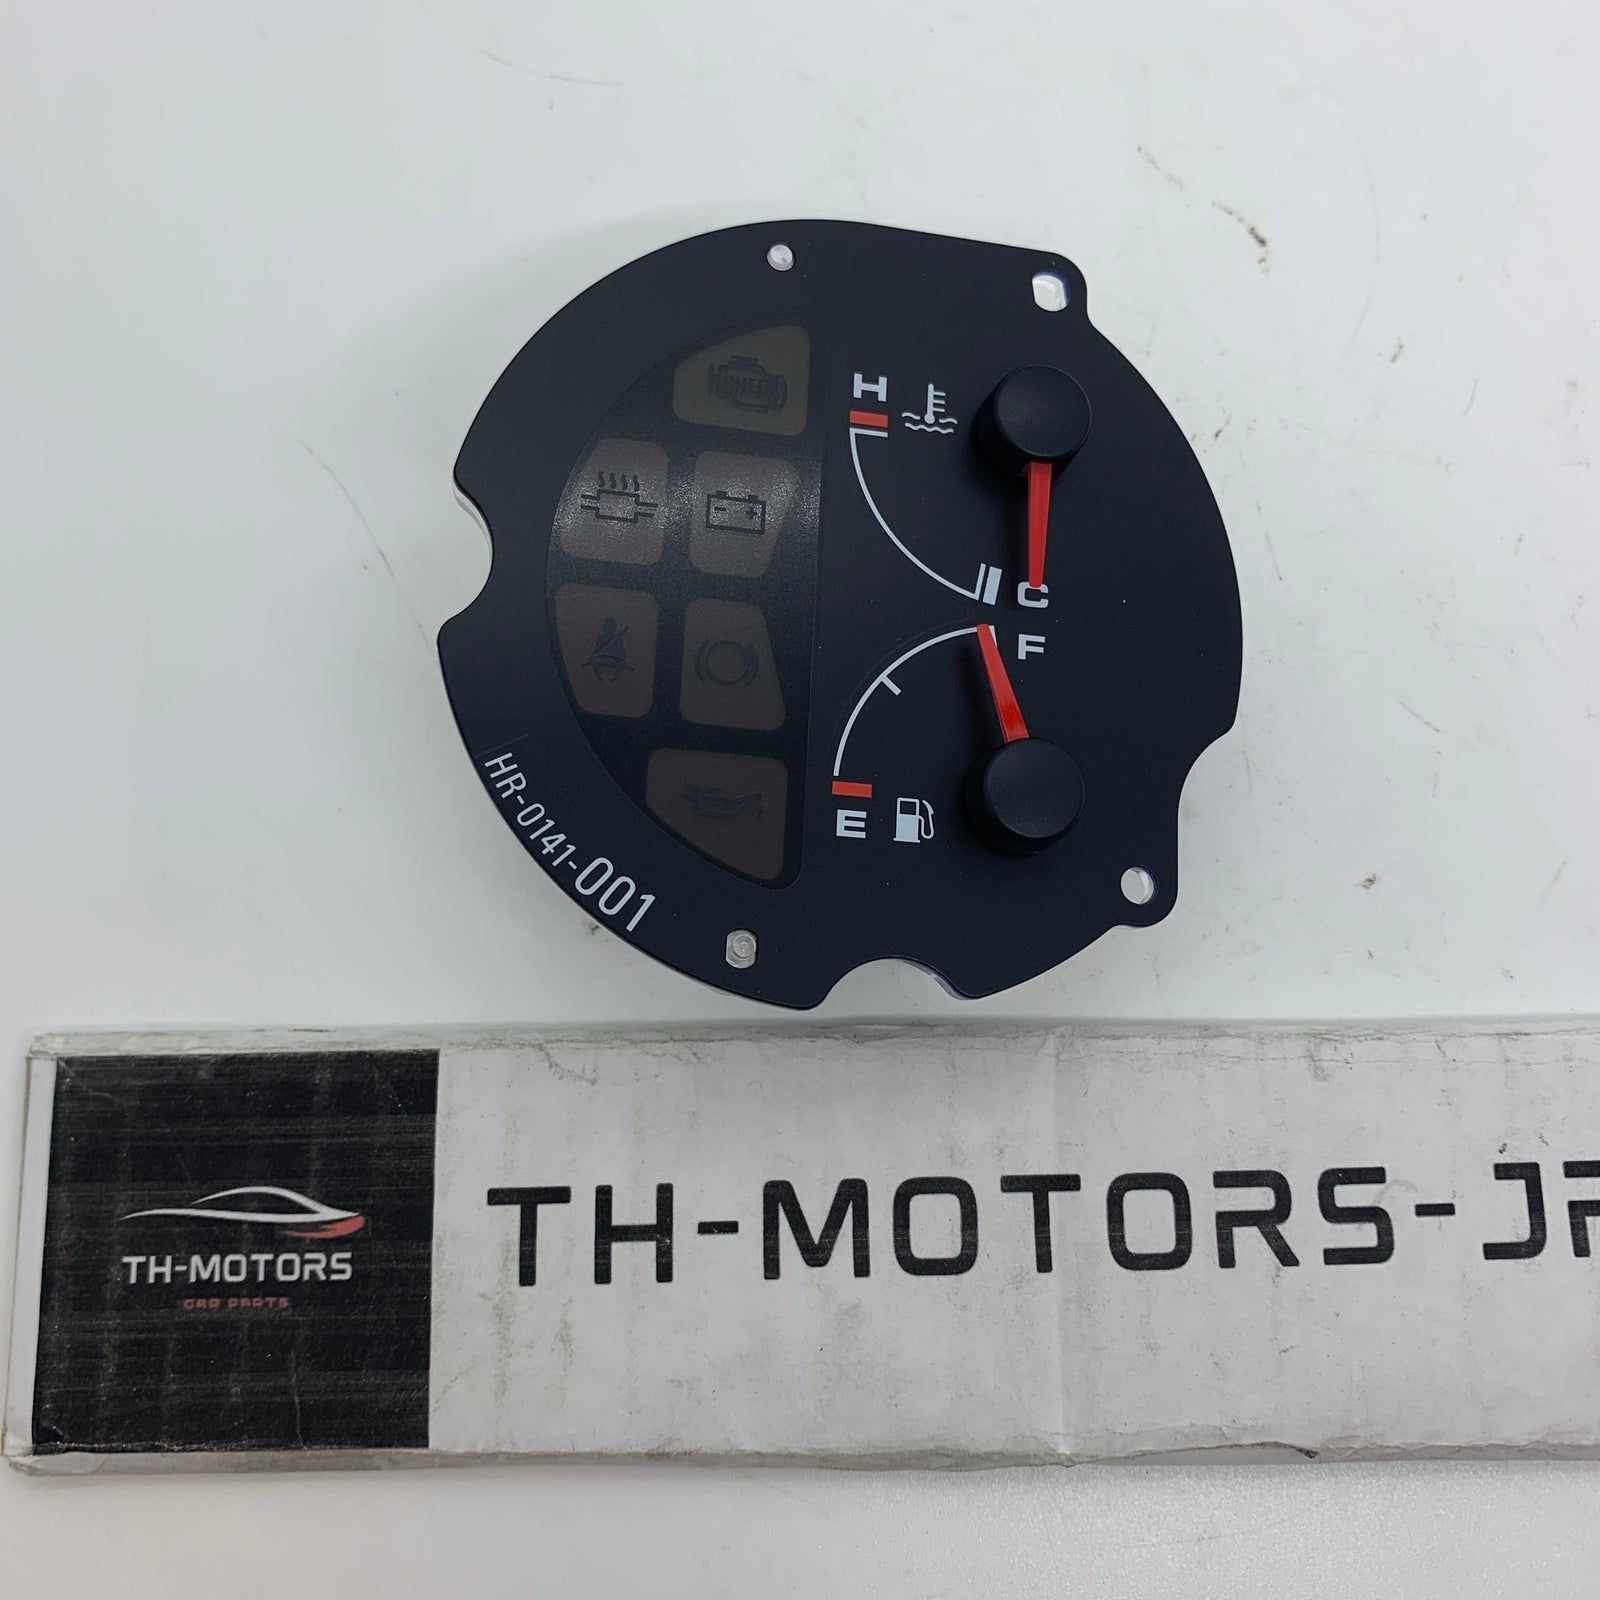 CHECK
H
C
F
E
HR-0141-001
TH-MOTORS
CAR PARTS
TH-MOTORS-JP